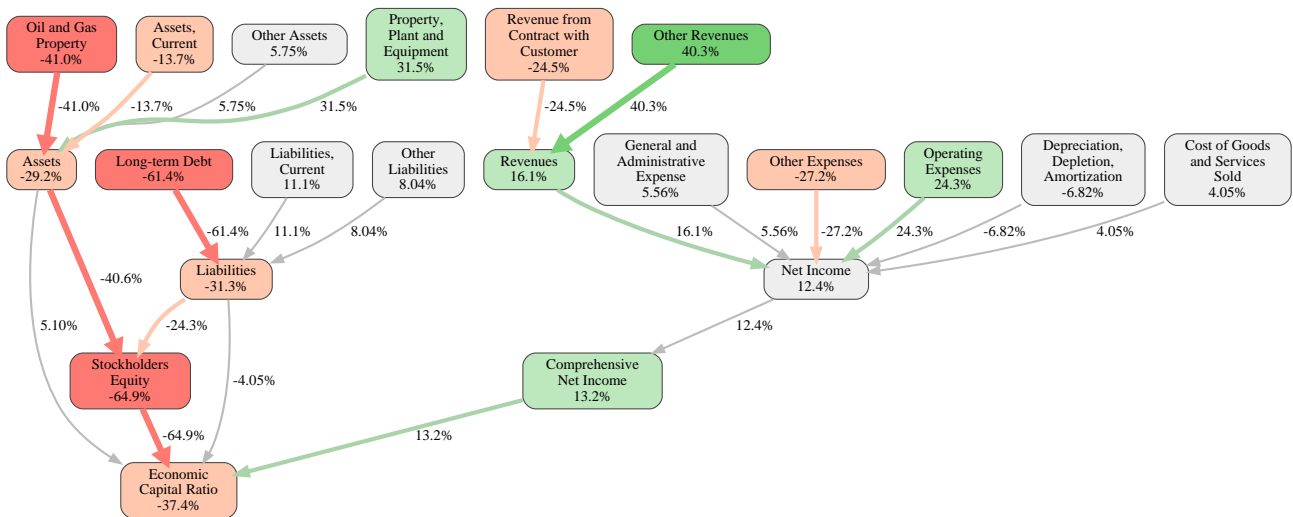 Oil and Gas
Property
-41.0%
Assets,
Current
-13.7%
Other Assets
5.75%
Property,
Plant and
Equipment
31.5%
Revenue from
Contract with
Customer
-24.5%
Other Revenues
40.3%
-41.0%
-13.7%
5.75%
31.5%
-24.5%
40.3%
Assets
-29.2%
Long-term Debt
-61.4%
Liabilities,
Current
11.1%
Other
Liabilities
8.04%
Revenues
16.1%
General and
Administrative
Expense
5.56%
Other Expenses
-27.2%
Operating
Expenses
24.3%
Depreciation,
Depletion,
Amortization
-6.82%
Cost of Goods
and Services
Sold
4.05%
-61.4%
11.1%
8.04%
16.1%
5.56%
-27.2%
24.3%
-6.82%
4.05%
Liabilities
-31.3%
Net Income
12.4%
-40.6%
5.10%
-24.3%
12.4%
Stockholders
Equity
-64.9%
-4.05%
Comprehensive
Net Income
13.2%
-64.9%
13.2%
Economic
Capital Ratio
-37.4%